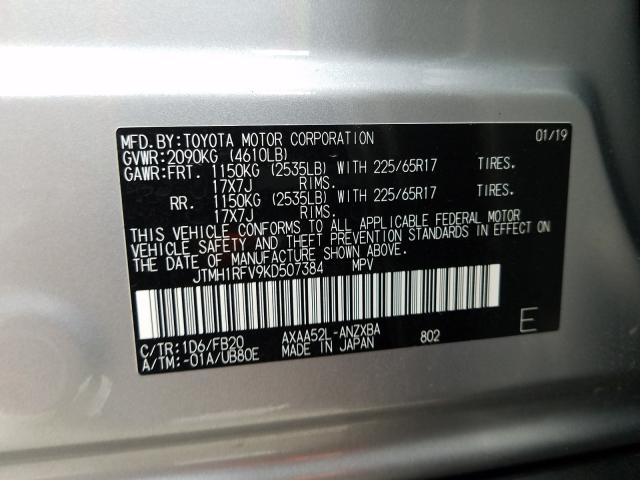 MFD.BY:TOYOTA MOTOR CORPORATION 01/19
GVWR:2090KG (4610LB)
GAWR:FRT. 1150KG (2535LB) WITH 225/65R17 TIRES.
17X7J RIMS.
RR. 1150KG (2535LB) WITH 225/65R17 TIRES.
17X7J RIMS.
THIS VEHICLE CONFORMS TO ALL APPLICABLE FEDERAL MOTOR
VEHICLE SAFETY AND THEFT PREVENTION STANDARDS IN EFFECT ON
THE DATE OF MANUFACTURE SHOWN ABOVE.
JTMH1RFV9KD507384 MPV
C/TR:1D6/FB20 AXAA52L-ANZXBA 802 E
A/TM:-01A/UB80E MADE IN JAPAN